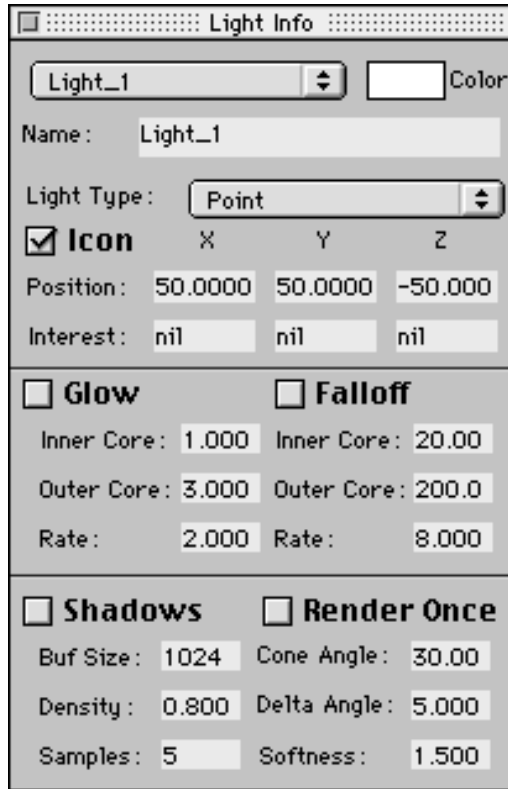 Light Info
Light_1 Color
Name: Light_1
Light Type: Point
Icon X Y Z
Position: 50.0000 50.0000 -50.000
Interest: nil nil nil
Glow Falloff
Inner Core: 1.000 Inner Core: 20.00
Outer Core: 3.000 Outer Core: 200.0
Rate: 2.000 Rate: 8.000
Shadows Render Once
Buf Size: 1024 Cone Angle: 30.00
Density: 0.800 Delta Angle: 5.000
Samples: 5 Softness: 1.500